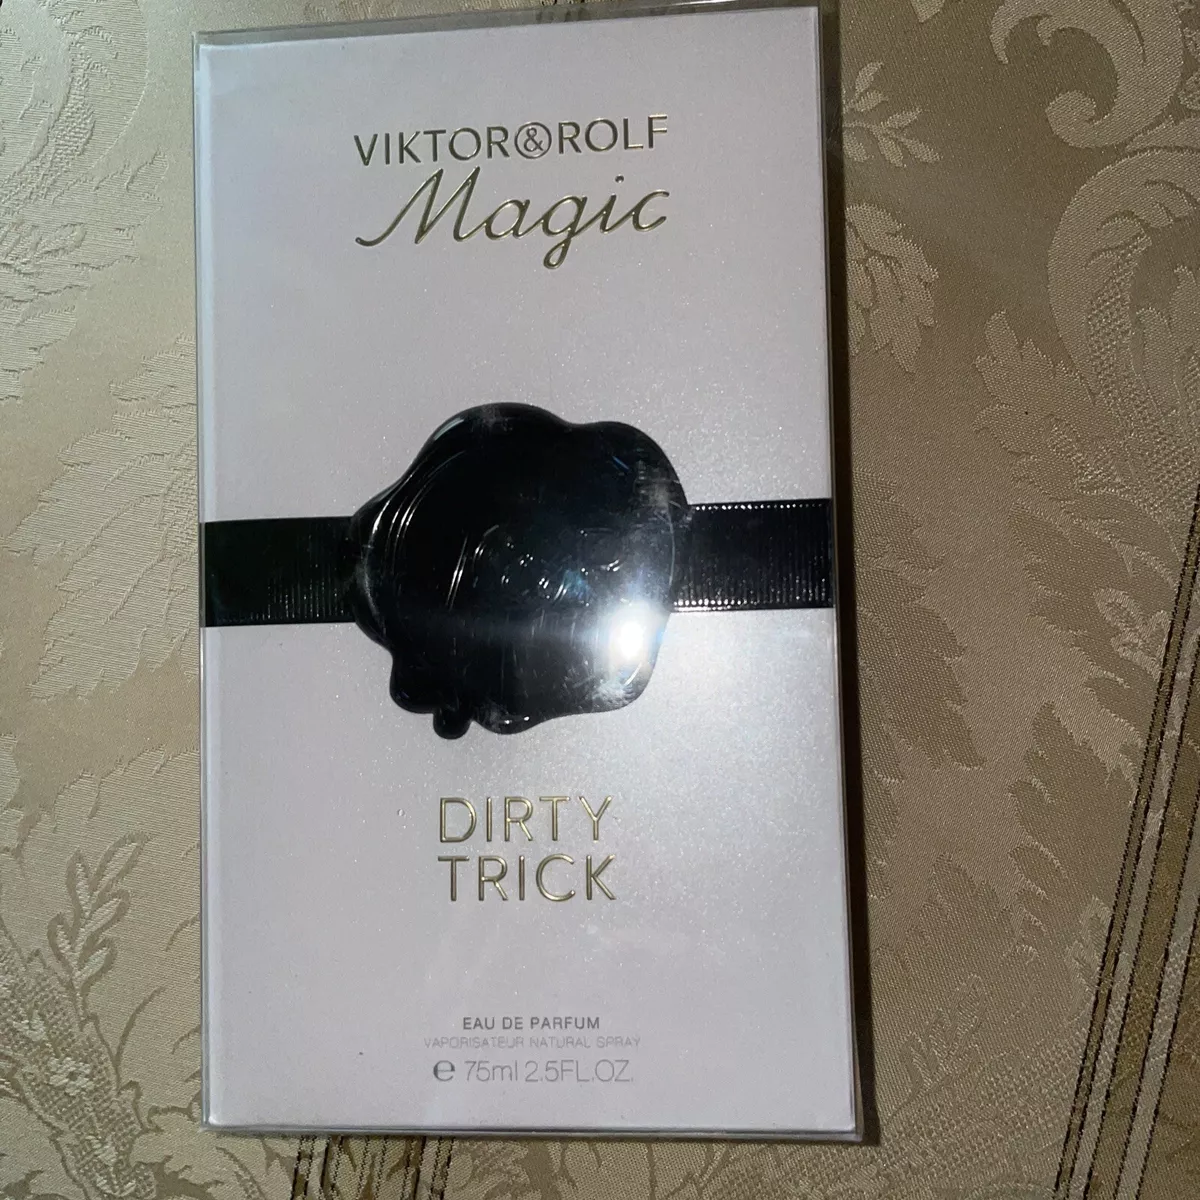 VIKTOR&ROLF
Magic
DIRTY
TRICK
EAU DE PARFUM
VAPORISATEUR NATURAL SPRAY
℮ 75ml 2.5FL.OZ.